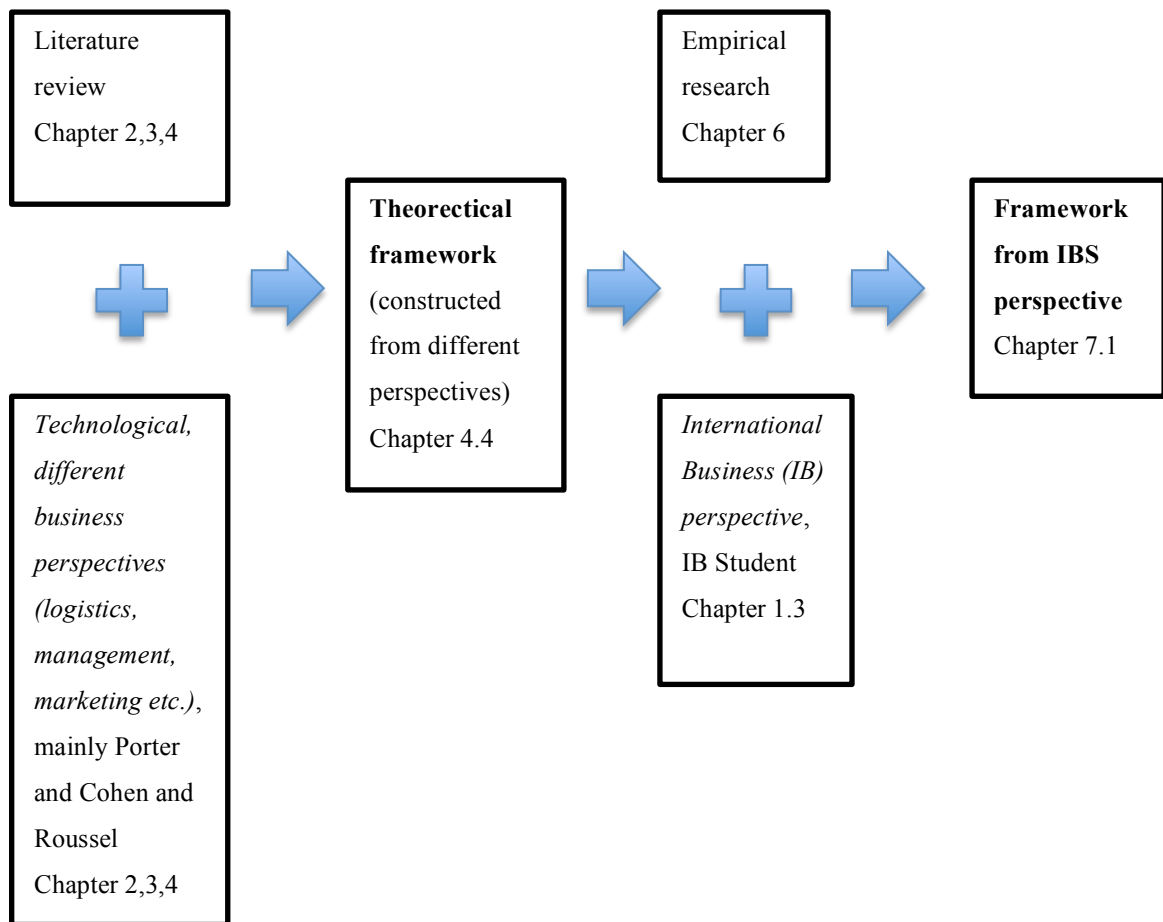 Literature
review
Chapter 2,3,4
Technological,
different
business
perspectives
(logistics,
management,
marketing etc.),
mainly Porter
and Cohen and
Roussel
Chapter 2,3,4
Theorectical
framework
(constructed
from different
perspectives)
Chapter 4.4
Empirical
research
Chapter 6
International
Business (IB)
perspective,
IB Student
Chapter 1.3
Framework
from IBS
perspective
Chapter 7.1